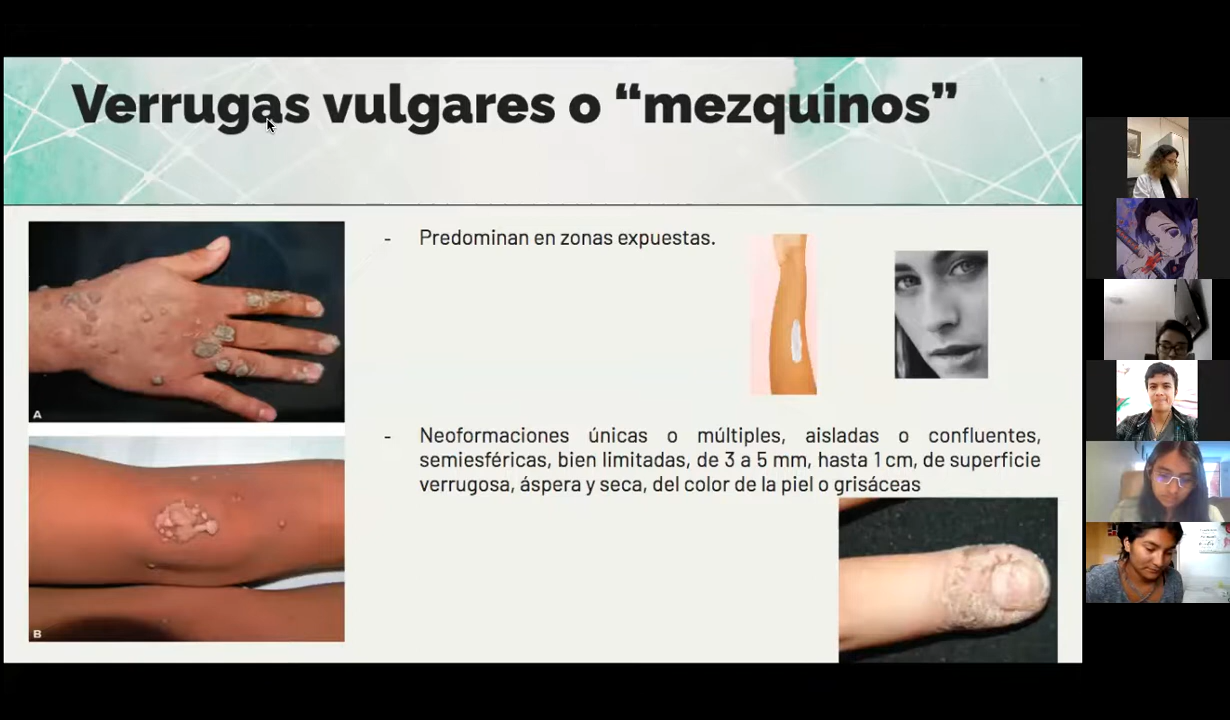 Verrugas vulgares o “mezquinos”
- Predominan en zonas expuestas.
- Neoformaciones únicas o múltiples, aisladas o confluentes,
semiesféricas, bien limitadas, de 3 a 5 mm, hasta 1 cm, de superficie
verrugosa, áspera y seca, del color de la piel o grisáceas
A
B